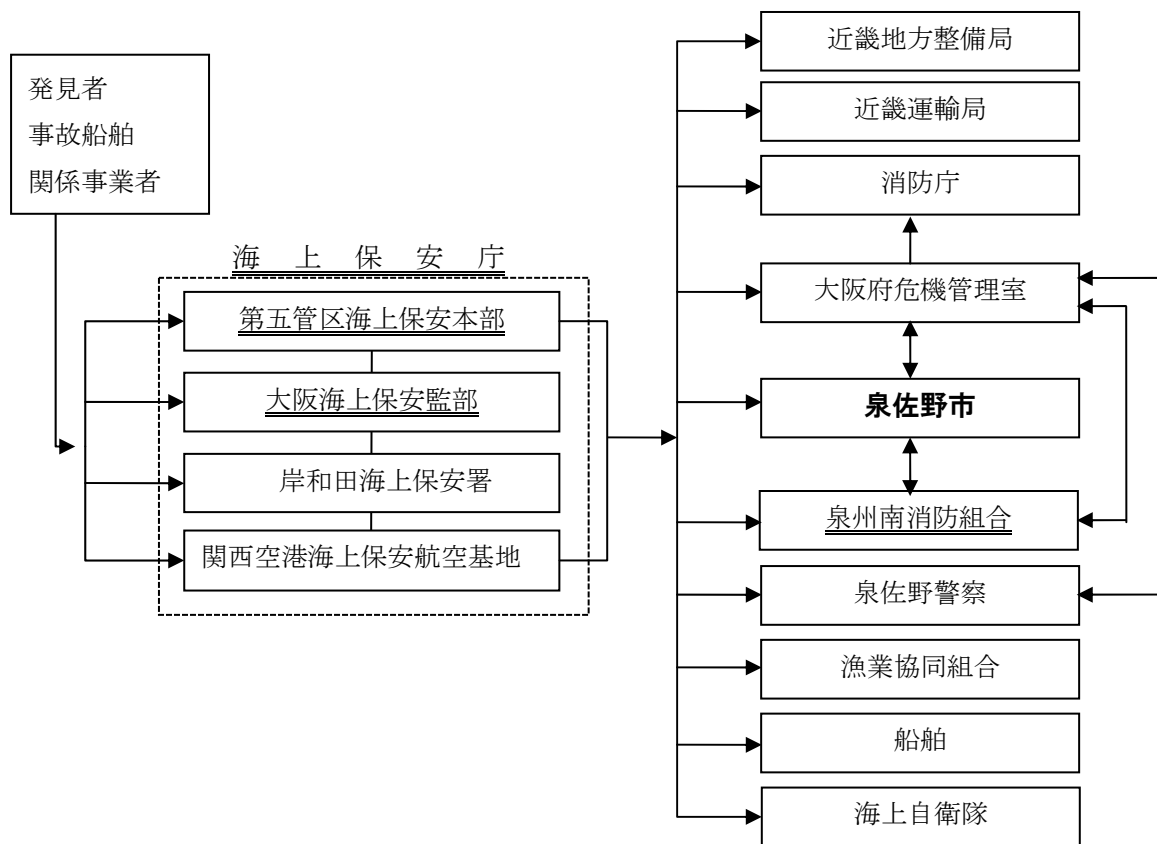 発見者
事故船舶
関係事業者
海上保安庁
第五管区海上保安本部
大阪海上保安監部
岸和田海上保安署
関西空港海上保安航空基地
近畿地方整備局
近畿運輸局
消防庁
大阪府危機管理室
泉佐野市
泉州南消防組合
泉佐野警察
漁業協同組合
船舶
海上自衛隊